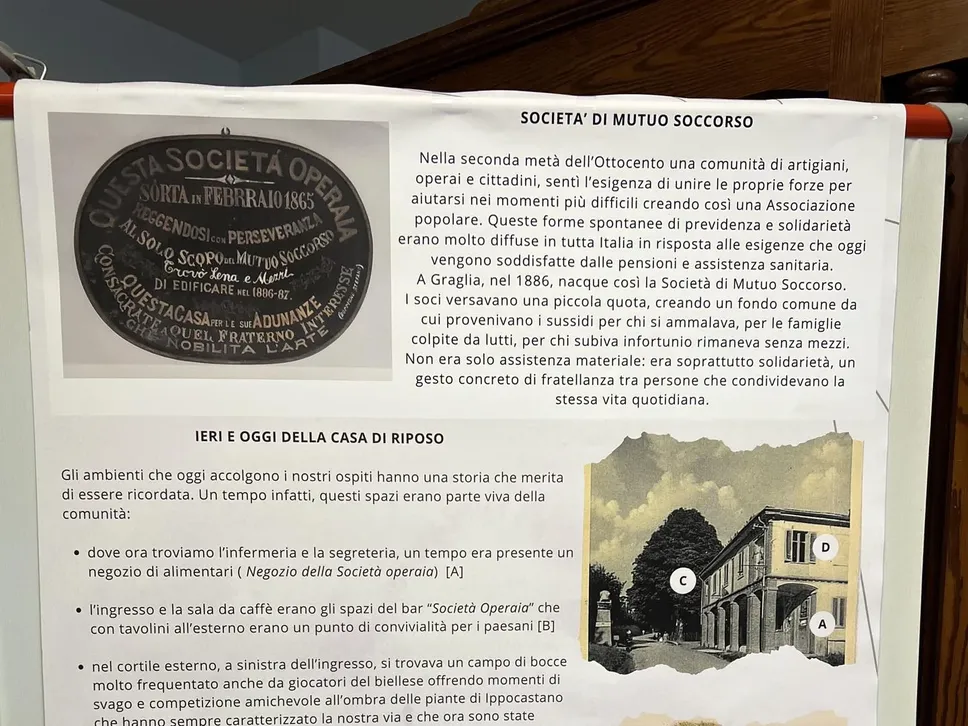 QUESTA SOCIETÁ OPERAIA
SORTA IN FEBBRAIO 1865
REGGENDOSI CON PERSEVERANZA
AL SOLO SCOPO DEL MUTUO SOCCORSO
Trovò Lena e Mezzi
DI EDIFICARE NEL 1886-87.
QUESTA CASA PER LE SUE ADUNANZE
CONSACRATA A QUEL FRATERNO INTERESSE
CHE NOBILITA L'ARTE
SOCIETA’ DI MUTUO SOCCORSO
Nella seconda metà dell’Ottocento una comunità di artigiani,
operai e cittadini, sentì l’esigenza di unire le proprie forze per
aiutarsi nei momenti più difficili creando così una Associazione
popolare. Queste forme spontanee di previdenza e solidarietà
erano molto diffuse in tutta Italia in risposta alle esigenze che oggi
vengono soddisfatte dalle pensioni e assistenza sanitaria.
A Graglia, nel 1886, nacque così la Società di Mutuo Soccorso.
I soci versavano una piccola quota, creando un fondo comune da
cui provenivano i sussidi per chi si ammalava, per le famiglie
colpite da lutti, per chi subiva infortunio rimaneva senza mezzi.
Non era solo assistenza materiale: era soprattutto solidarietà, un
gesto concreto di fratellanza tra persone che condividevano la
stessa vita quotidiana.
IERI E OGGI DELLA CASA DI RIPOSO
Gli ambienti che oggi accolgono i nostri ospiti hanno una storia che merita
di essere ricordata. Un tempo infatti, questi spazi erano parte viva della
comunità:
• dove ora troviamo l’infermeria e la segreteria, un tempo era presente un
negozio di alimentari ( Negozio della Società operaia) [A]
• l’ingresso e la sala da caffè erano gli spazi del bar “Società Operaia” che
con tavolini all’esterno erano un punto di convivialità per i paesani [B]
• nel cortile esterno, a sinistra dell’ingresso, si trovava un campo di bocce
molto frequentato anche da giocatori del biellese offrendo momenti di
svago e competizione amichevole all’ombra delle piante di Ippocastano
che hanno sempre caratterizzato la nostra via e che ora sono state
D
C
A